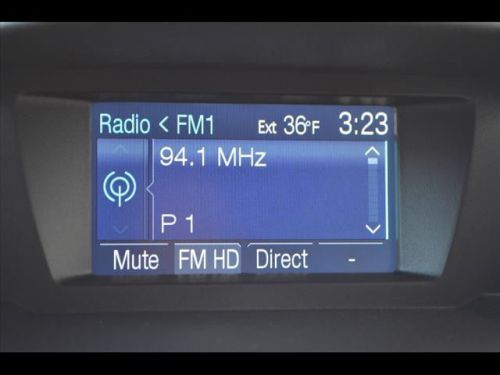 Radio < FM1 Ext 36°F 3:23
94.1 MHz
P 1
Mute FM HD Direct -